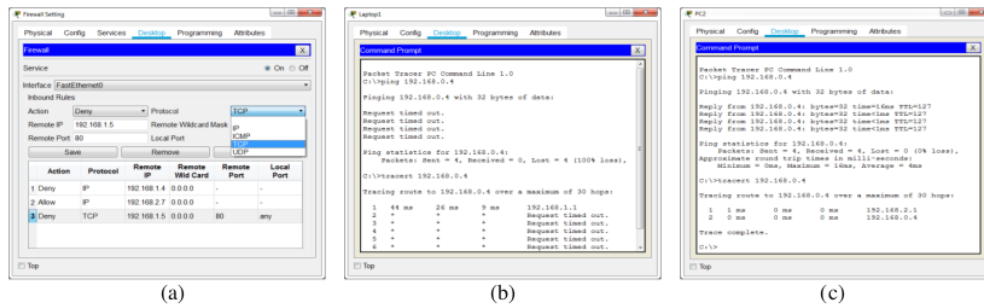 Firewall Setting
Physical Config Services Desktop Programming Attributes
Firewall X
Service On Off
Interface FastEthernet0
Inbound Rules
Action Deny Protocol TCP
Remote IP 192.168.1.5 Remote Wildcard Mask
IP
ICMP
TCP
UDP
Remote Port 80 Local Port
Save Remove
Action Protocol Remote IP Remote Wild Card Remote Port Local Port
1 Deny IP 192.168.1.4 0.0.0.0 - -
2 Allow IP 192.168.2.7 0.0.0.0 - -
3 Deny TCP 192.168.1.5 0.0.0.0 80 any
Top
(a)
Laptop1
Physical Config Desktop Programming Attributes
Command Prompt X
Packet Tracer PC Command Line 1.0
C:\>ping 192.168.0.4
Pinging 192.168.0.4 with 32 bytes of data:
Request timed out.
Request timed out.
Request timed out.
Request timed out.
Ping statistics for 192.168.0.4:
Packets: Sent = 4, Received = 0, Lost = 4 (100% loss),
C:\>tracert 192.168.0.4
Tracing route to 192.168.0.4 over a maximum of 30 hops:
1 44 ms 26 ms 9 ms 192.168.1.1
2 * * * Request timed out.
3 * * * Request timed out.
4 * * * Request timed out.
5 * * * Request timed out.
6 * * * Request timed out.
Top
(b)
PC2
Physical Config Desktop Programming Attributes
Command Prompt X
Packet Tracer PC Command Line 1.0
C:\>ping 192.168.0.4
Pinging 192.168.0.4 with 32 bytes of data:
Reply from 192.168.0.4: bytes=32 time=16ms TTL=127
Reply from 192.168.0.4: bytes=32 time<1ms TTL=127
Reply from 192.168.0.4: bytes=32 time<1ms TTL=127
Reply from 192.168.0.4: bytes=32 time<1ms TTL=127
Ping statistics for 192.168.0.4:
Packets: Sent = 4, Received = 4, Lost = 0 (0% loss),
Approximate round trip times in milli-seconds:
Minimum = 0ms, Maximum = 16ms, Average = 4ms
C:\>tracert 192.168.0.4
Tracing route to 192.168.0.4 over a maximum of 30 hops:
1 1 ms 0 ms 0 ms 192.168.2.1
2 0 ms 0 ms 0 ms 192.168.0.4
Trace complete.
C:\>
Top
(c)